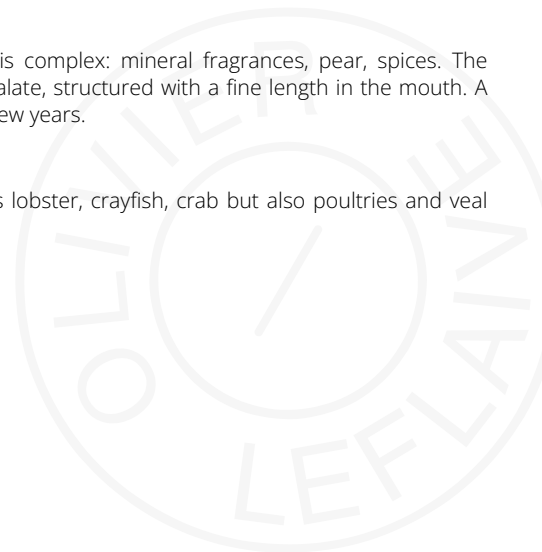 is complex: mineral fragrances, pear, spices. The
alate, structured with a fine length in the mouth. A
ew years.
s lobster, crayfish, crab but also poultries and veal
OLIVIER
LEFLAIVE